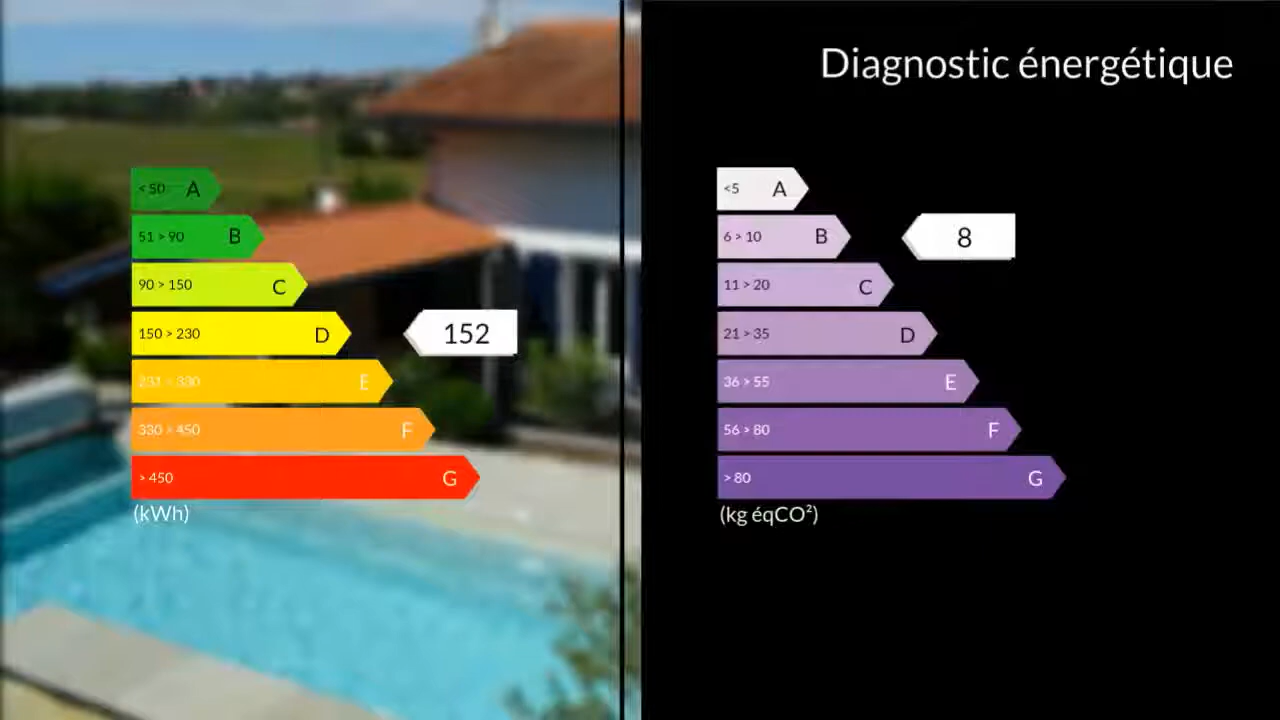 Diagnostic énergétique
< 50 A
51 > 90 B
90 > 150 C
150 > 230 D
152
231 > 330 E
330 > 450 F
> 450 G
(kWh)
<5 A
6 > 10 B
8
11 > 20 C
21 > 35 D
36 > 55 E
56 > 80 F
> 80 G
(kg éqCO²)